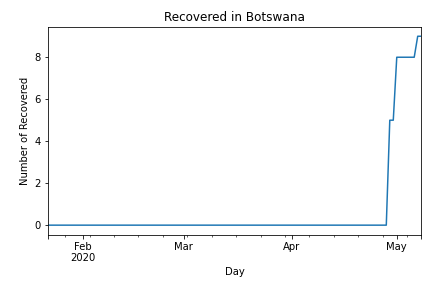 Recovered in Botswana
Number of Recovered
8
6
4
2
0
Feb
2020
Mar
Apr
May
Day